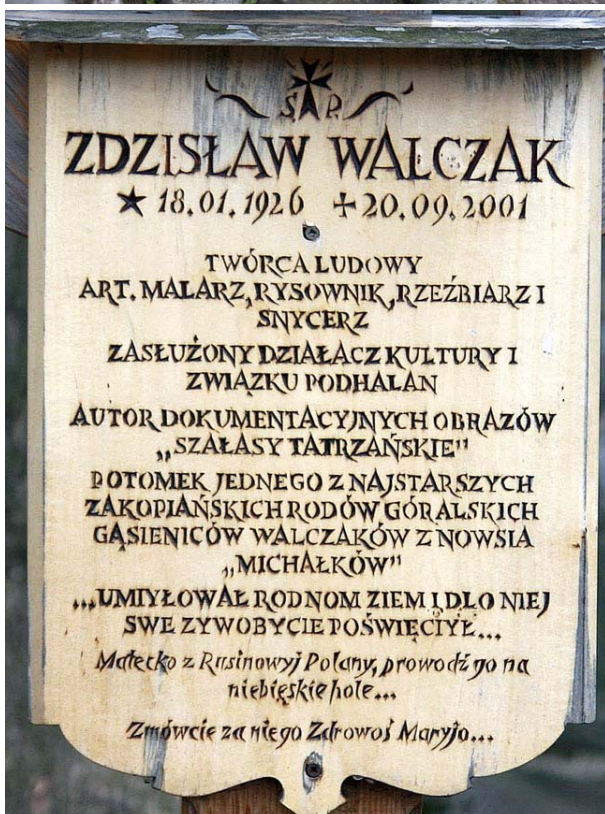 Ś P.
ZDZISŁAW WALCZAK
★ 18.01.1926 ✝ 20.09.2001
TWÓRCA LUDOWY
ART. MALARZ, RYSOWNIK, RZEŹBIARZ I
SNYCERZ
ZASŁUŻONY DZIAŁACZ KULTURY I
ZWIĄZKU PODHALAN
AUTOR DOKUMENTACYJNYCH OBRAZÓW
„SZAŁASY TATRZAŃSKIE"
POTOMEK JEDNEGO Z NAJSTARSZYCH
ZAKOPIAŃSKICH RODÓW GÓRALSKICH
GĄSIENICÓW WALCZAKÓW Z NOWSIA
„MICHAŁKÓW"
...UMIYŁOWAŁ RODNOM ZIEM I DLO NIEJ
SWE ZYWOBYCIE POŚWIĘCIYŁ...
Matecko z Rusinowyj Polany, prowodź go na
niebięskie hole...
Zmówcie za niego Zdrowoś Maryjo...